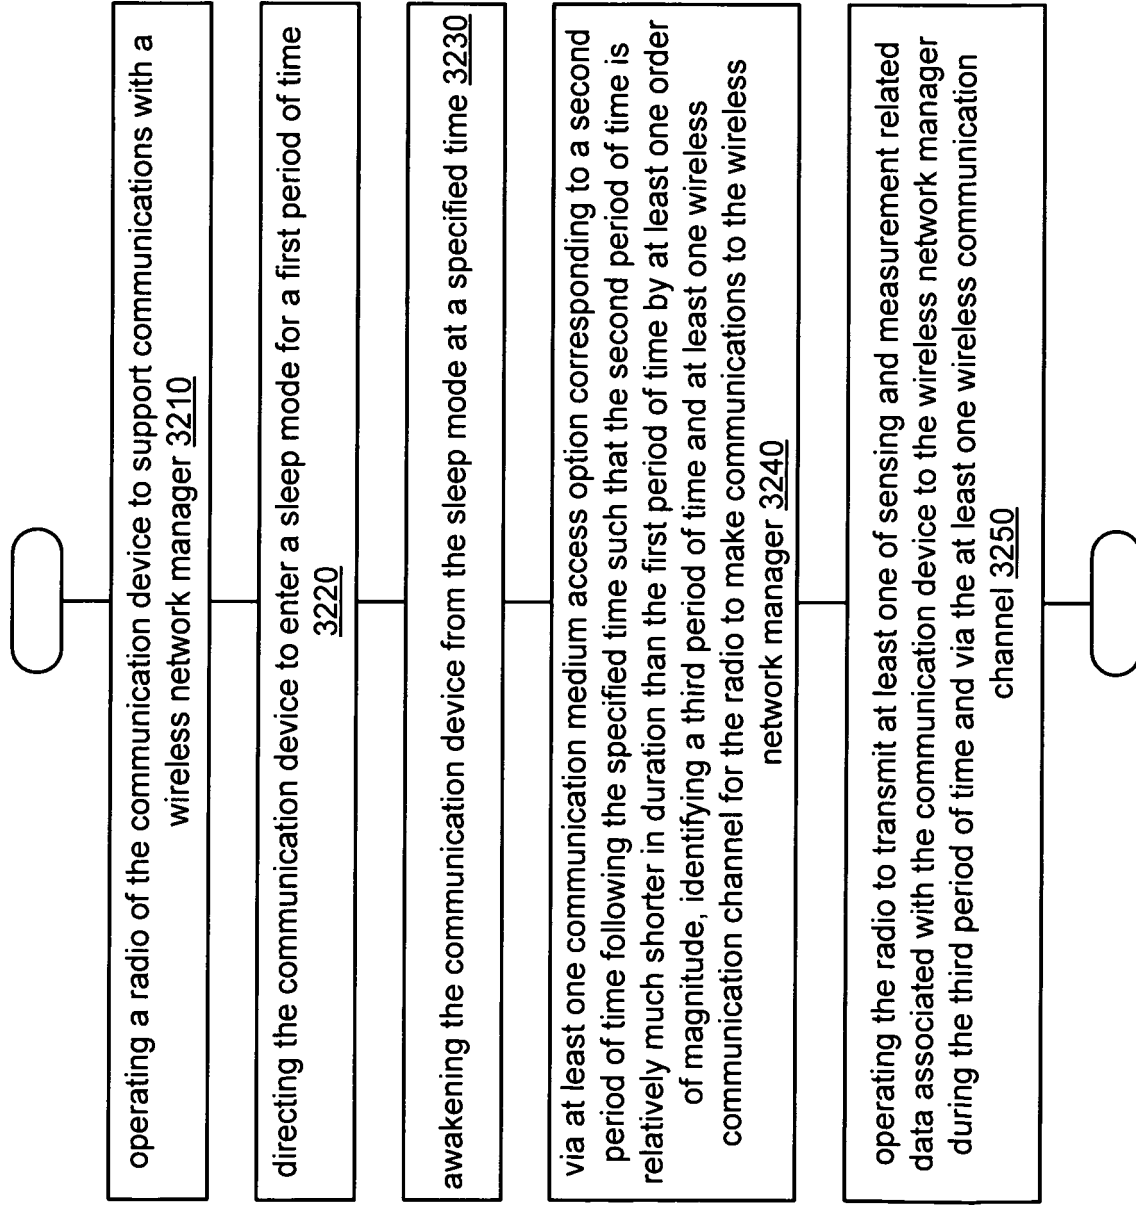 operating a radio of the communication device to support communications with a
wireless network manager 3210
directing the communication device to enter a sleep mode for a first period of time
3220
awakening the communication device from the sleep mode at a specified time 3230
via at least one communication medium access option corresponding to a second
period of time following the specified time such that the second period of time is
relatively much shorter in duration than the first period of time by at least one order
of magnitude, identifying a third period of time and at least one wireless
communication channel for the radio to make communications to the wireless
network manager 3240
operating the radio to transmit at least one of sensing and measurement related
data associated with the communication device to the wireless network manager
during the third period of time and via the at least one wireless communication
channel 3250